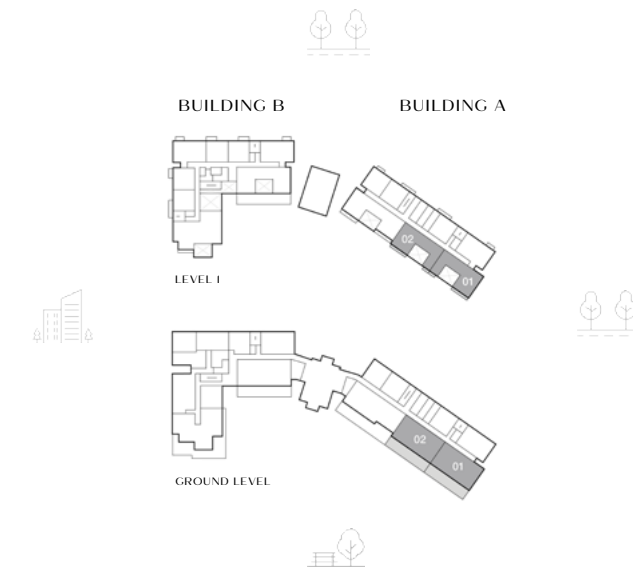 BUILDING B
BUILDING A
02
01
LEVEL 1
02
01
GROUND LEVEL